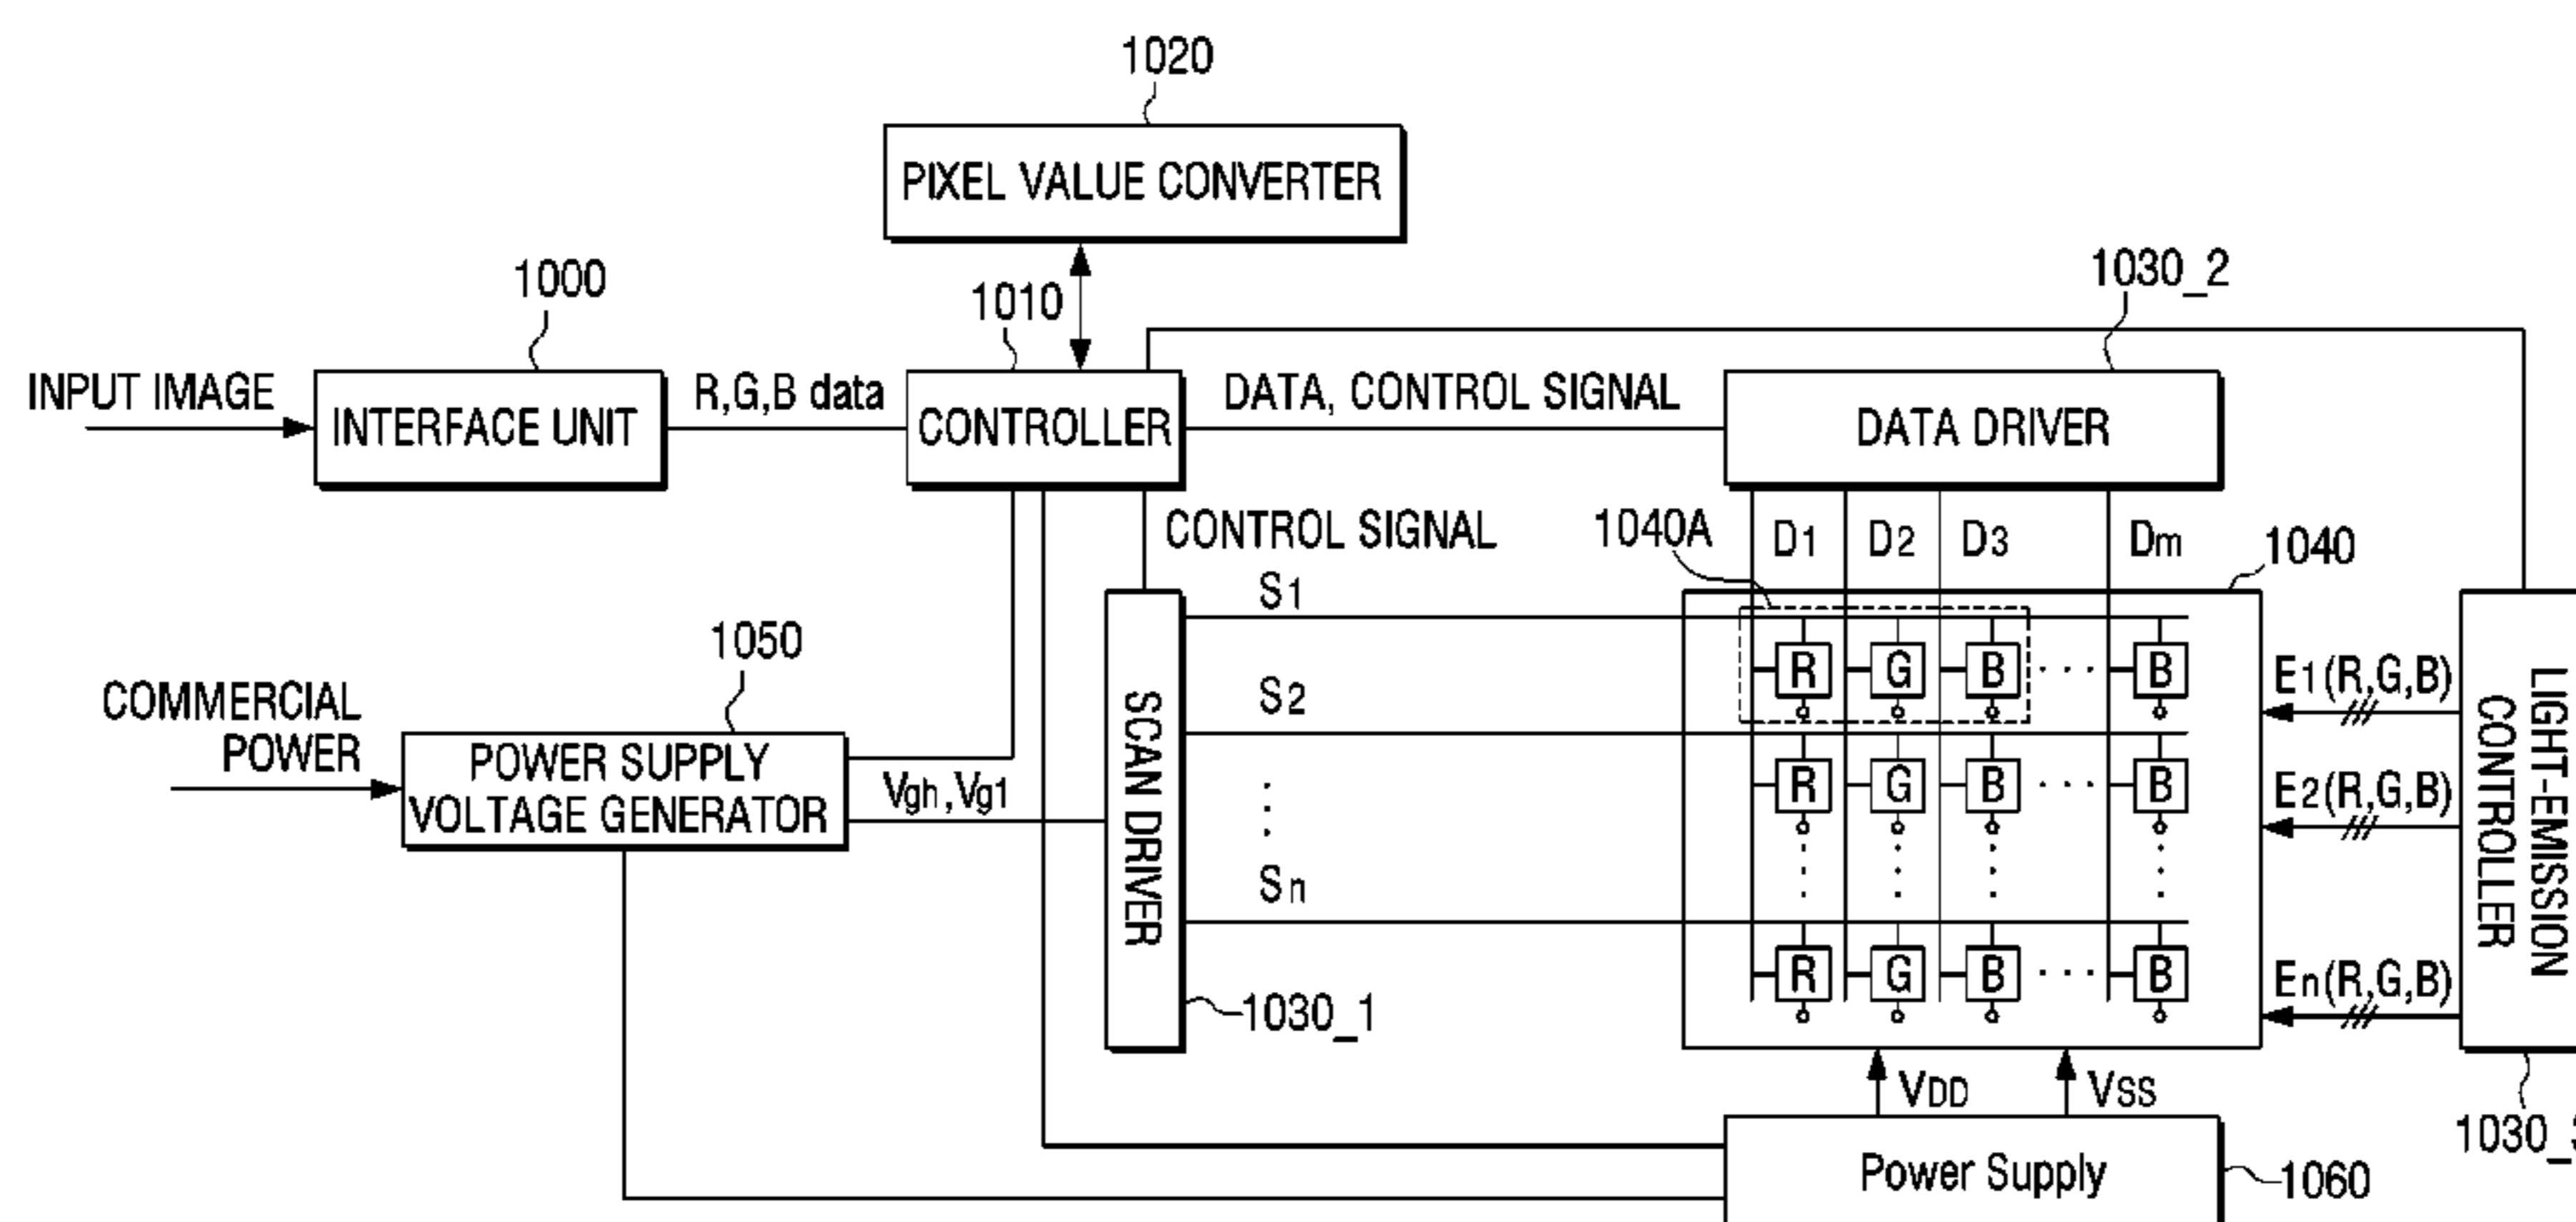 1020
PIXEL VALUE CONVERTER
1000
1010
1030_2
INPUT IMAGE
INTERFACE UNIT
R,G,B data
CONTROLLER
DATA, CONTROL SIGNAL
DATA DRIVER
CONTROL SIGNAL
1040A
D1
D2
D3
Dm
1040
S1
S2
Sn
SCAN DRIVER
1030_1
1050
COMMERCIAL
POWER
POWER SUPPLY
VOLTAGE GENERATOR
Vgh,Vg1
R G B ··· B
R G B ··· B
R G B ··· B
E1(R,G,B)
E2(R,G,B)
En(R,G,B)
LIGHT-EMISSION
CONTROLLER
VDD
VSS
Power Supply
1060